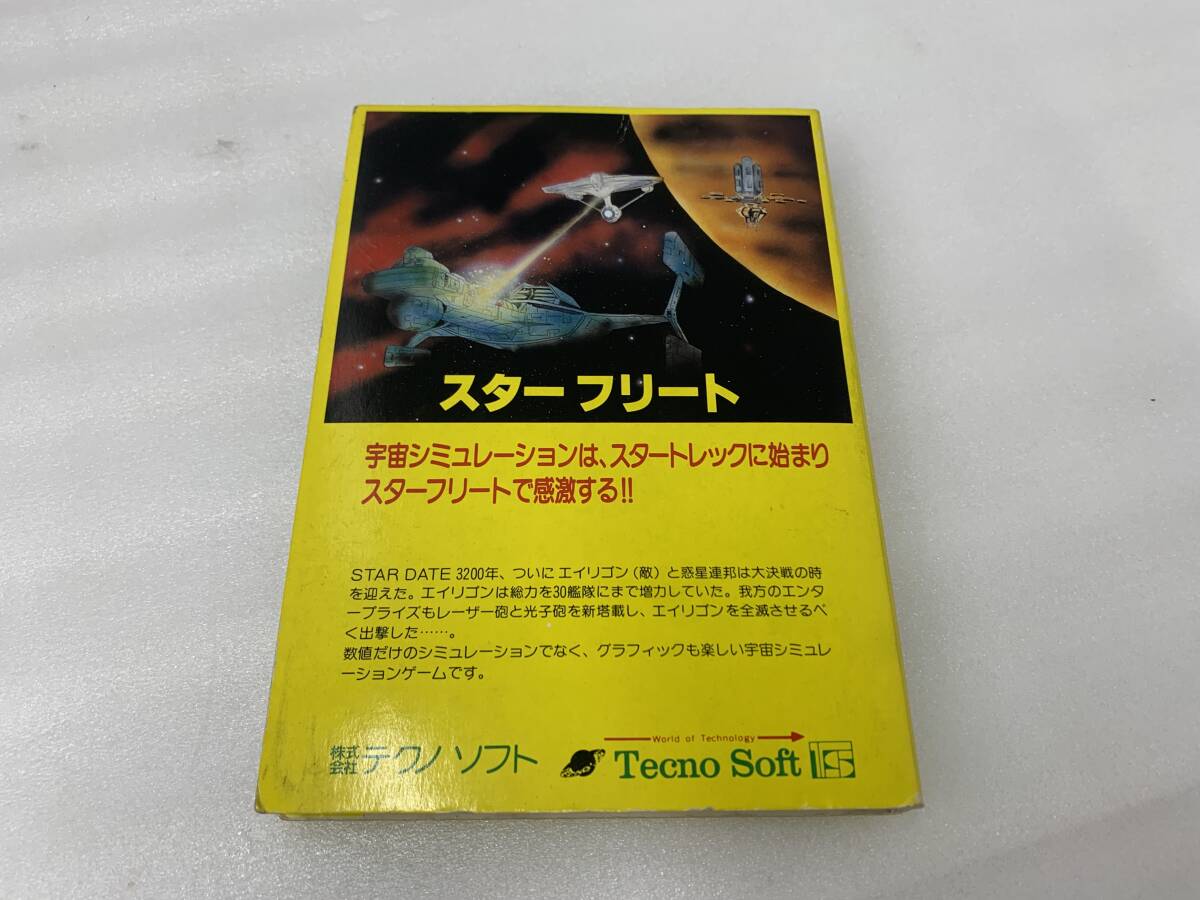 スターフリート
宇宙シミュレーションは、スタートレックに始まり
スターフリートで感激する!!
STAR DATE 3200年、ついにエイリゴン(敵)と惑星連邦は大決戦の時
を迎えた。エイリゴンは総力を30艦隊にまで増力していた。我方のエンタ
ープライズもレーザー砲と光子砲を新塔載し、エイリゴンを全滅させるべ
く出撃した……。
数値だけのシミュレーションでなく、グラフィックも楽しい宇宙シミュレ
ーションゲームです。
株式会社 テクノソフト
World of Technology
Tecno Soft TS